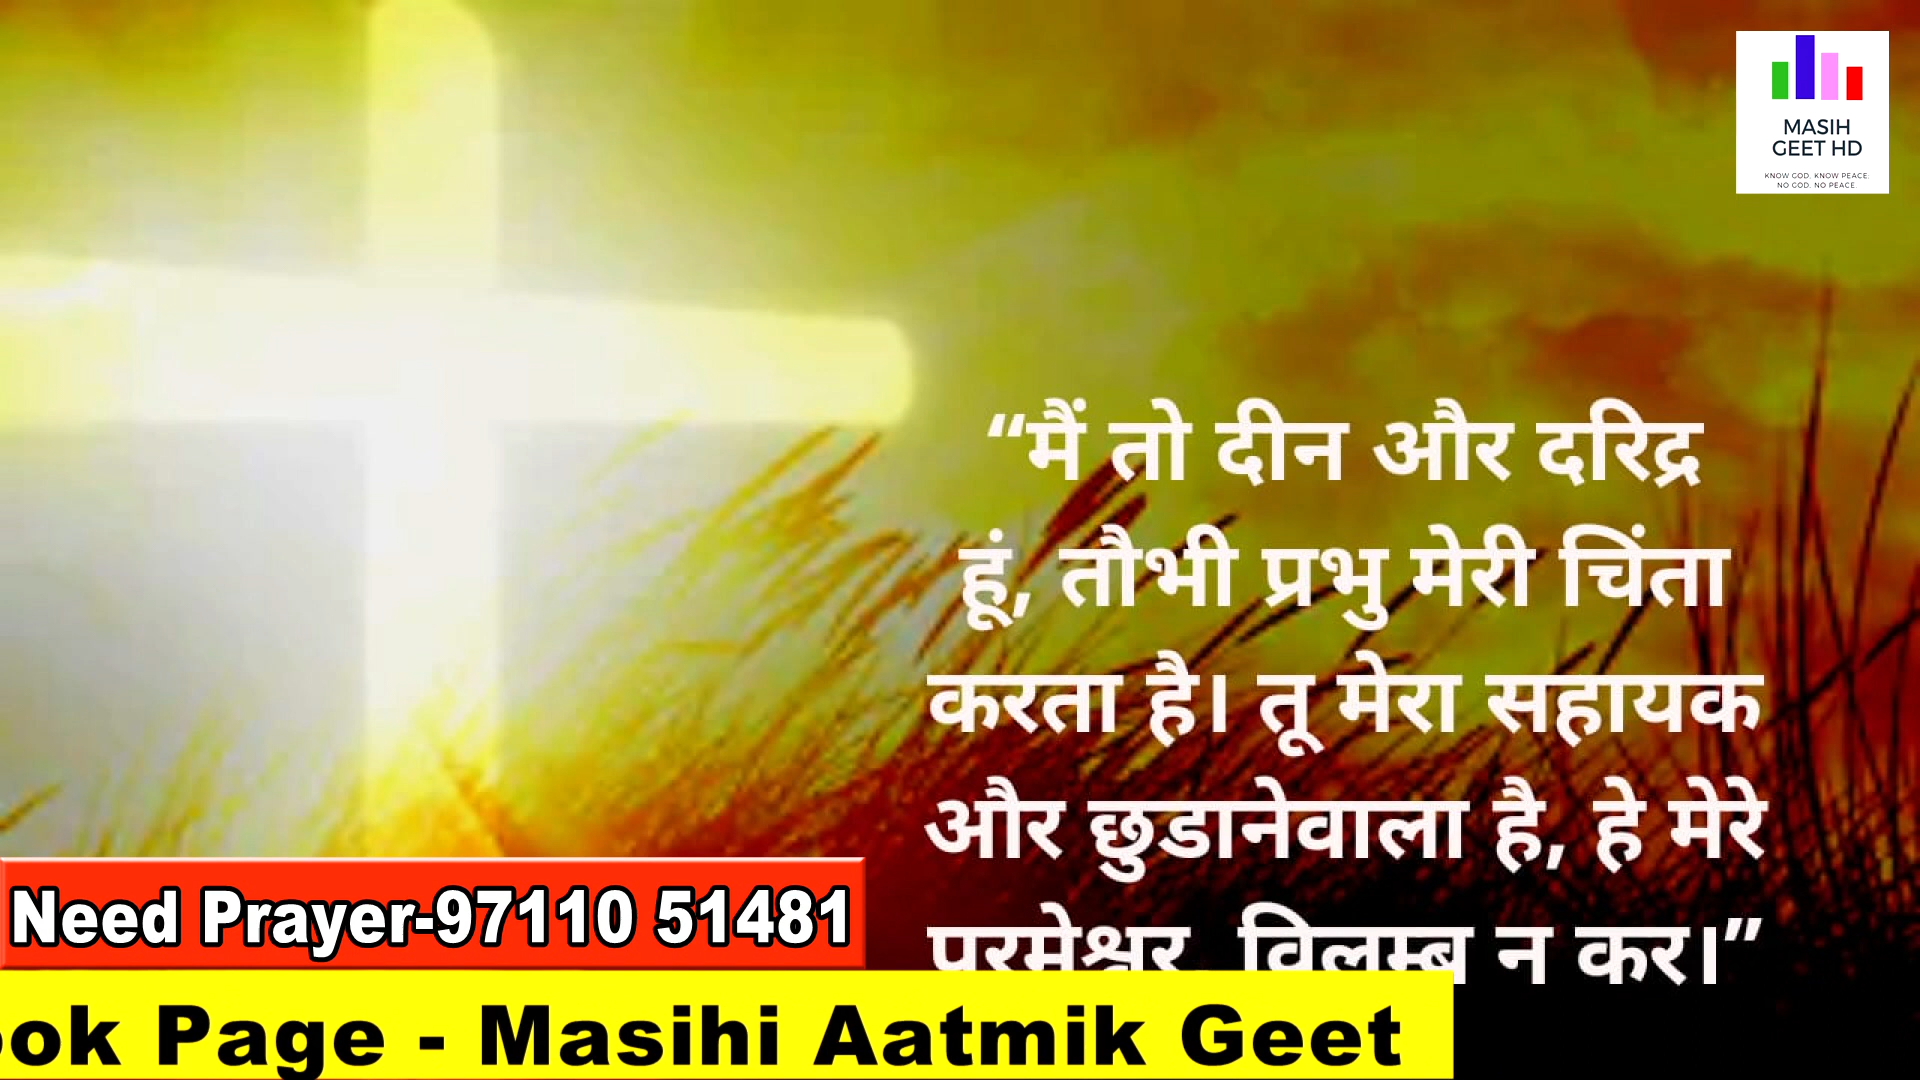 MASIH
GEET HD
KNOW GOD. KNOW PEACE.
NO GOD. NO PEACE.
“मैं तो दीन और दरिद्र
हूं, तौभी प्रभु मेरी चिंता
करता है। तू मेरा सहायक
और छुडानेवाला है, हे मेरे
परमेश्वर विलम्ब न कर।”
Need Prayer-97110 51481
ook Page - Masihi Aatmik Geet